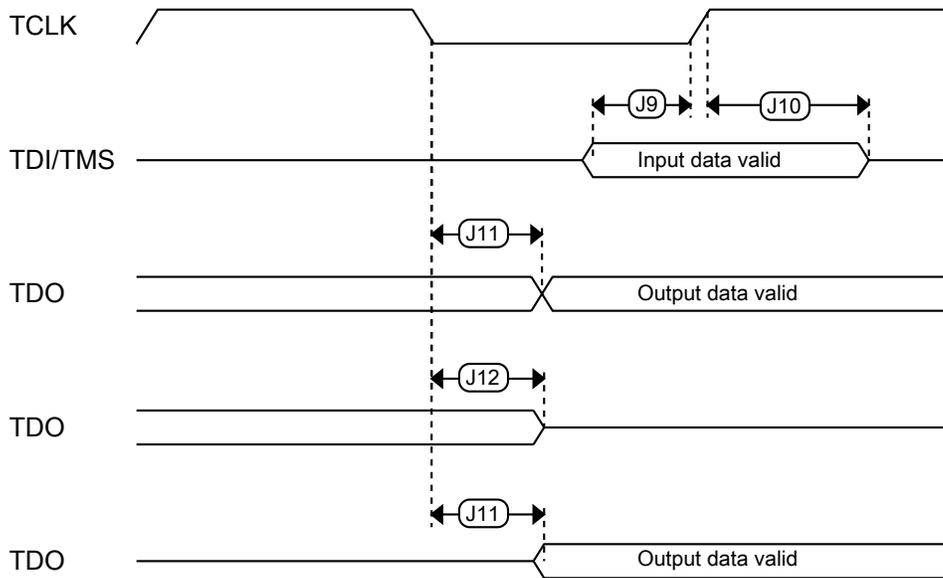 TCLK
J9
J10
TDI/TMS
Input data valid
J11
TDO
Output data valid
J12
TDO
J11
TDO
Output data valid